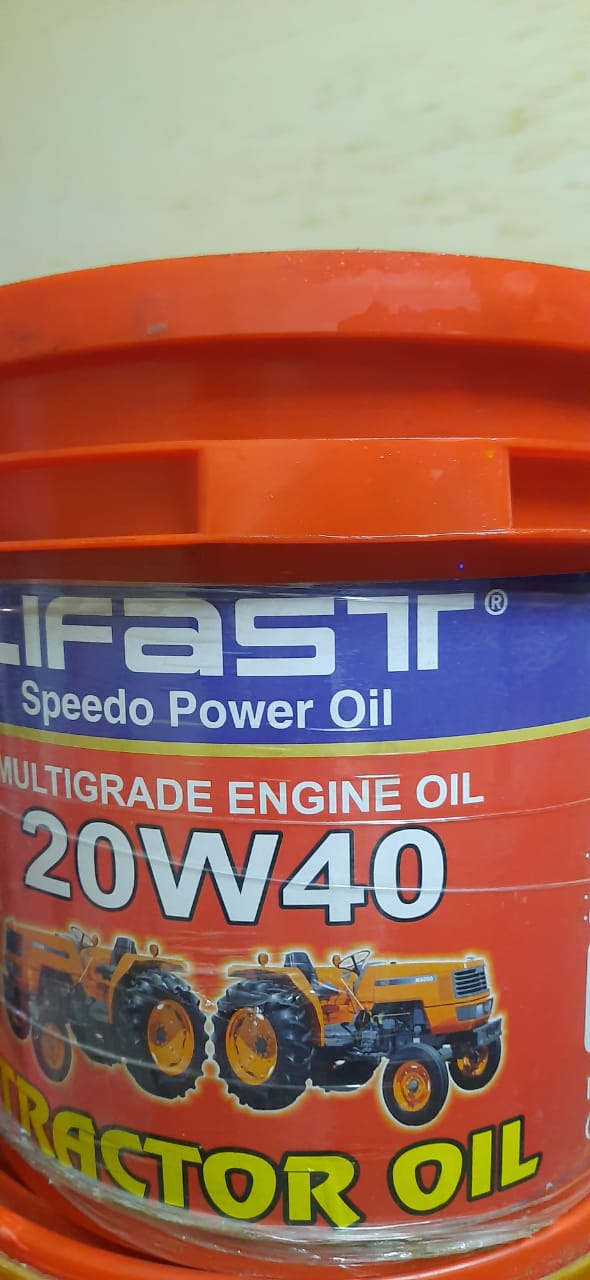 LIFAST®
Speedo Power Oil
MULTIGRADE ENGINE OIL
20W40
TRACTOR OIL